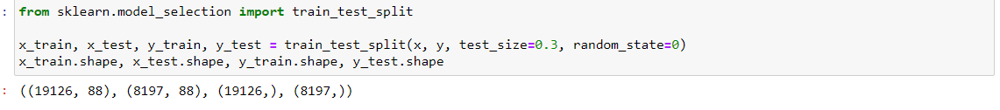 : from sklearn.model_selection import train_test_split
x_train, x_test, y_train, y_test = train_test_split(x, y, test_size=0.3, random_state=0)
x_train.shape, x_test.shape, y_train.shape, y_test.shape
: ((19126, 88), (8197, 88), (19126,), (8197,))